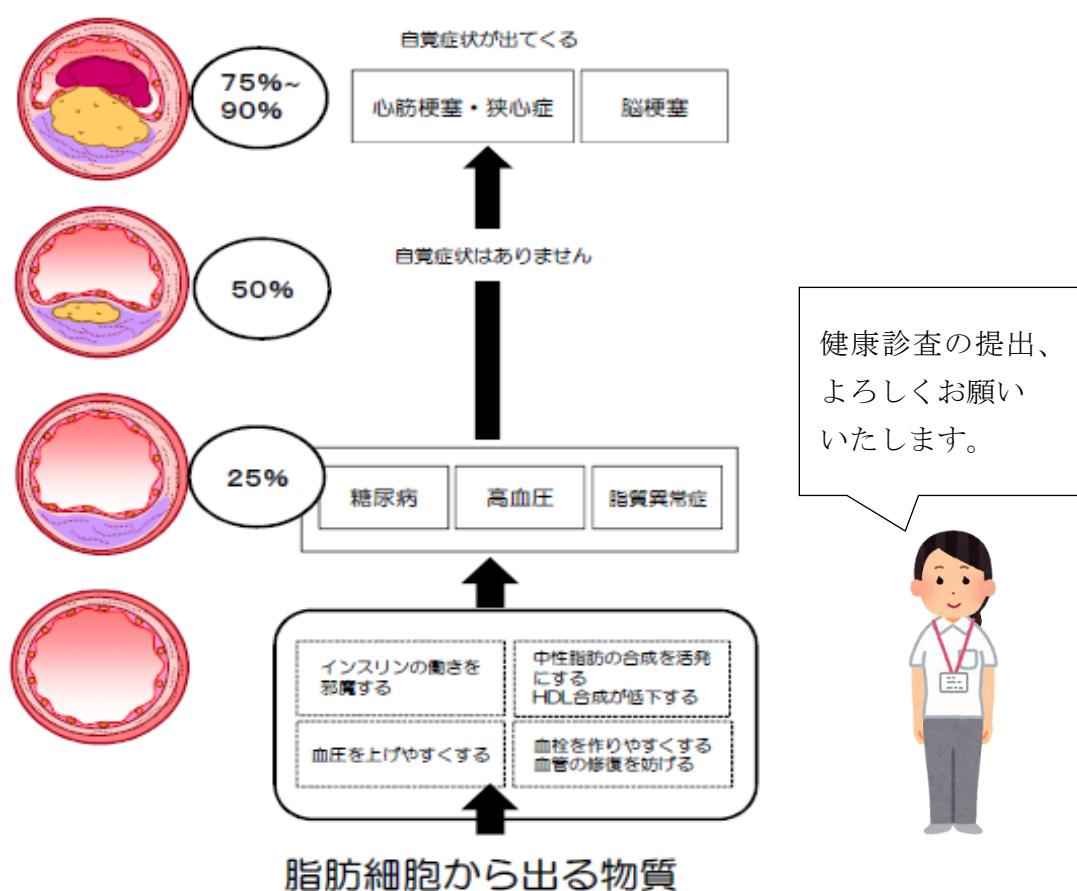 自覚症状が出てくる
75%~
90%
心筋梗塞・狭心症
脳梗塞
自覚症状はありません
50%
健康診査の提出、
よろしくお願い
いたします。
25%
糖尿病
高血圧
脂質異常症
インスリンの働きを
邪魔する
中性脂肪の合成を活発
にする
HDL合成が低下する
血圧を上げやすくする
血栓を作りやすくする
血管の修復を妨げる
脂肪細胞から出る物質